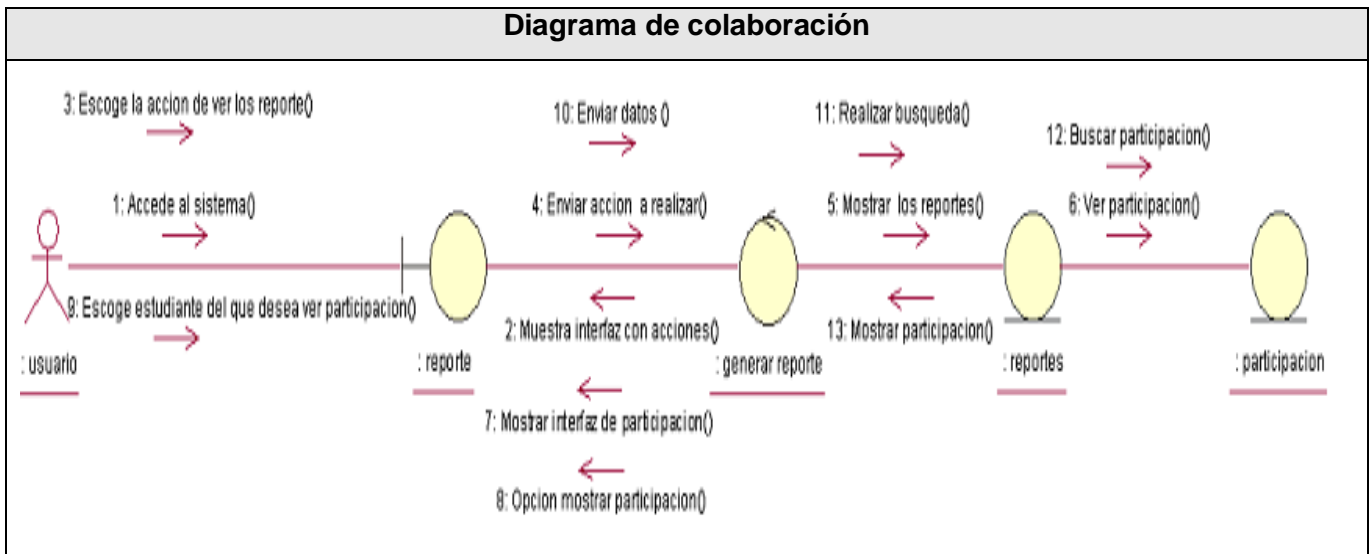 Diagrama de colaboración
3: Escoge la accion de ver los reporte()
10: Enviar datos ()
11: Realizar busqueda()
12: Buscar participacion()
1: Accede al sistema()
4: Enviar accion a realizar()
5: Mostrar los reportes()
6: Ver participacion()
9: Escoge estudiante del que desea ver participacion()
2: Muestra interfaz con acciones()
13: Mostrar participacion()
: usuario
: reporte
: generar reporte
: reportes
: participacion
7: Mostrar interfaz de participacion()
8: Opcion mostrar participacion()